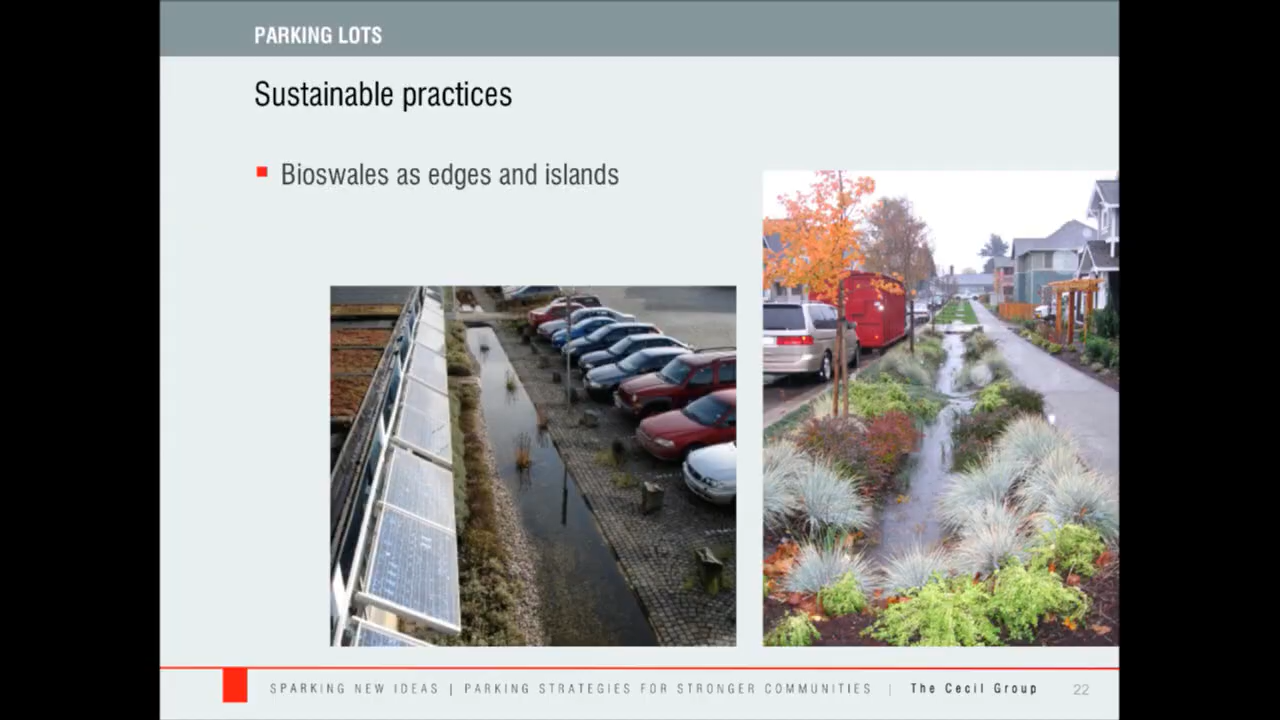 PARKING LOTS
Sustainable practices
Bioswales as edges and islands
SPARKING NEW IDEAS | PARKING STRATEGIES FOR STRONGER COMMUNITIES | The Cecil Group 22